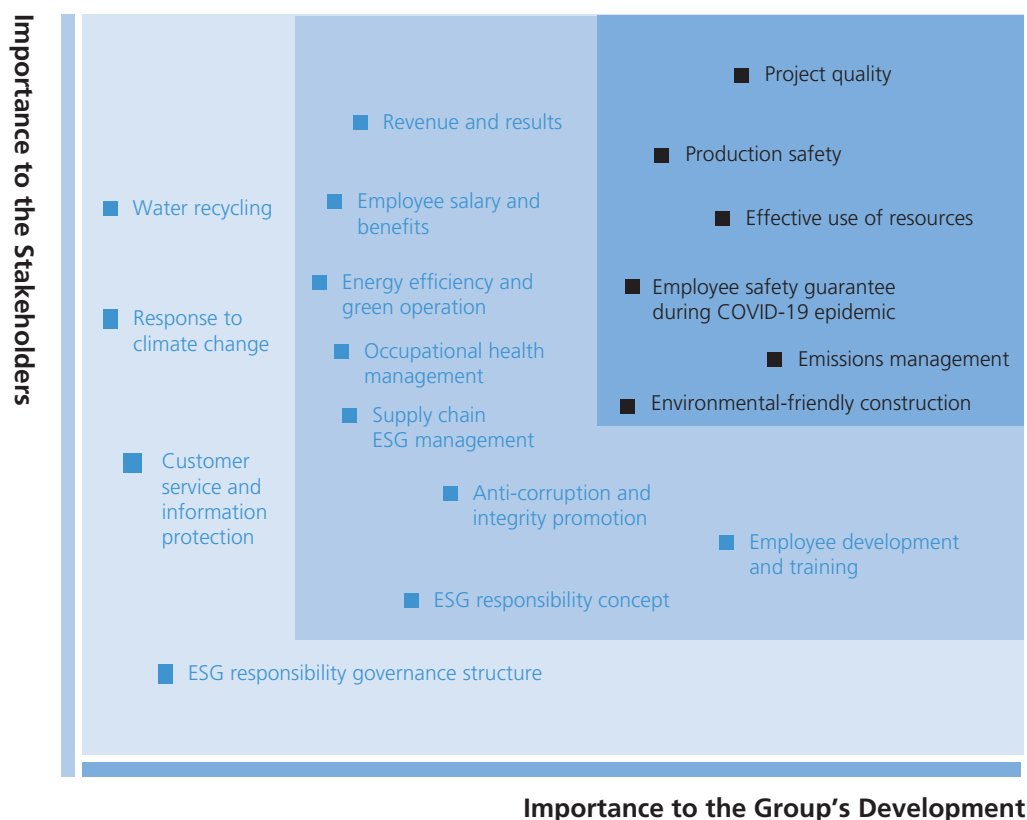 Importance to the Stakeholders
Project quality
Revenue and results
Production safety
Water recycling
Employee salary and
benefits
Effective use of resources
Energy efficiency and
green operation
Employee safety guarantee
during COVID-19 epidemic
Response to
climate change
Occupational health
management
Emissions management
Supply chain
ESG management
Environmental-friendly construction
Customer
service and
information
protection
Anti-corruption and
integrity promotion
Employee development
and training
ESG responsibility concept
ESG responsibility governance structure
Importance to the Group's Development